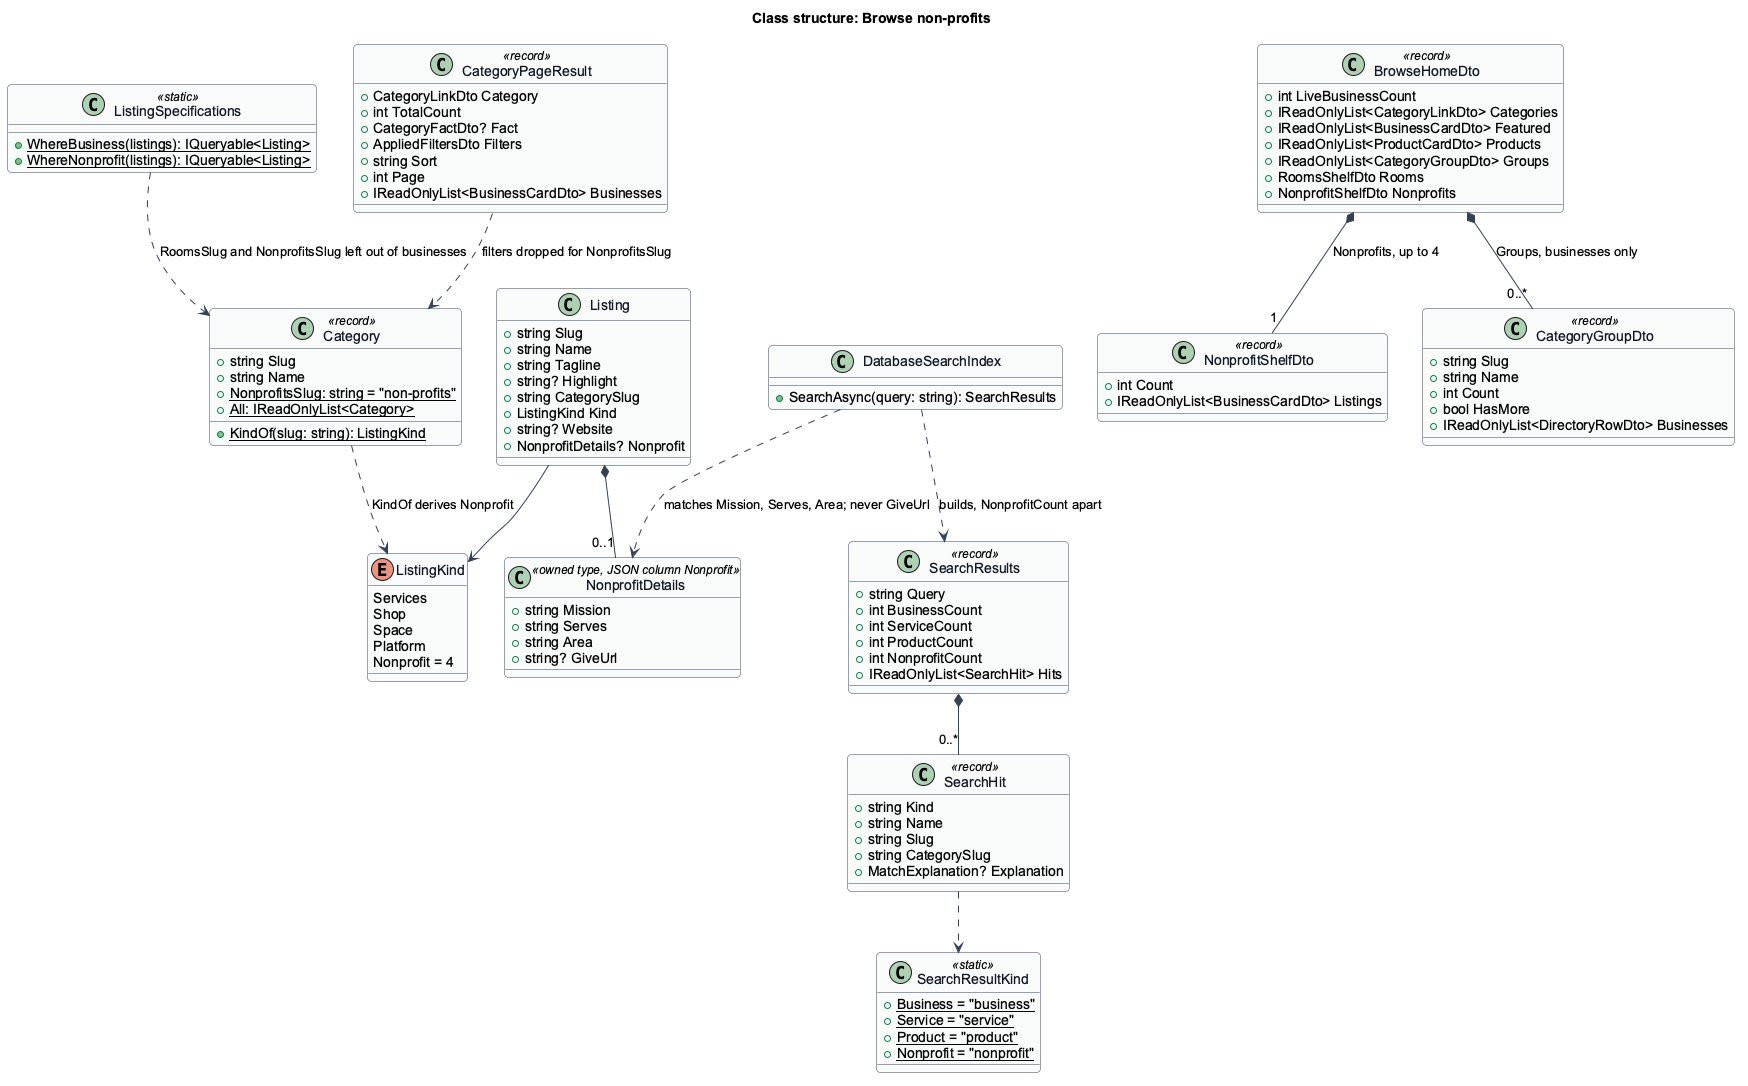 Class structure: Browse non-profits
«static»
ListingSpecifications
WhereBusiness(listings): IQueryable<Listing>
WhereNonprofit(listings): IQueryable<Listing>
«record»
CategoryPageResult
CategoryLinkDto Category
int TotalCount
CategoryFactDto? Fact
AppliedFiltersDto Filters
string Sort
int Page
IReadOnlyList<BusinessCardDto> Businesses
«record»
BrowseHomeDto
int LiveBusinessCount
IReadOnlyList<CategoryLinkDto> Categories
IReadOnlyList<BusinessCardDto> Featured
IReadOnlyList<ProductCardDto> Products
IReadOnlyList<CategoryGroupDto> Groups
RoomsShelfDto Rooms
NonprofitShelfDto Nonprofits
RoomsSlug and NonprofitsSlug left out of businesses
filters dropped for NonprofitsSlug
Nonprofits, up to 4
Groups, businesses only
1
0..*
«record»
Category
string Slug
string Name
NonprofitsSlug: string = "non-profits"
All: IReadOnlyList<Category>
KindOf(slug: string): ListingKind
Listing
string Slug
string Name
string Tagline
string? Highlight
string CategorySlug
ListingKind Kind
string? Website
NonprofitDetails? Nonprofit
DatabaseSearchIndex
SearchAsync(query: string): SearchResults
«record»
NonprofitShelfDto
int Count
IReadOnlyList<BusinessCardDto> Listings
«record»
CategoryGroupDto
string Slug
string Name
int Count
bool HasMore
IReadOnlyList<DirectoryRowDto> Businesses
KindOf derives Nonprofit
matches Mission, Serves, Area; never GiveUrl
builds, NonprofitCount apart
0..1
ListingKind
Services
Shop
Space
Platform
Nonprofit = 4
«owned type, JSON column Nonprofit»
NonprofitDetails
string Mission
string Serves
string Area
string? GiveUrl
«record»
SearchResults
string Query
int BusinessCount
int ServiceCount
int ProductCount
int NonprofitCount
IReadOnlyList<SearchHit> Hits
0..*
«record»
SearchHit
string Kind
string Name
string Slug
string CategorySlug
MatchExplanation? Explanation
«static»
SearchResultKind
Business = "business"
Service = "service"
Product = "product"
Nonprofit = "nonprofit"